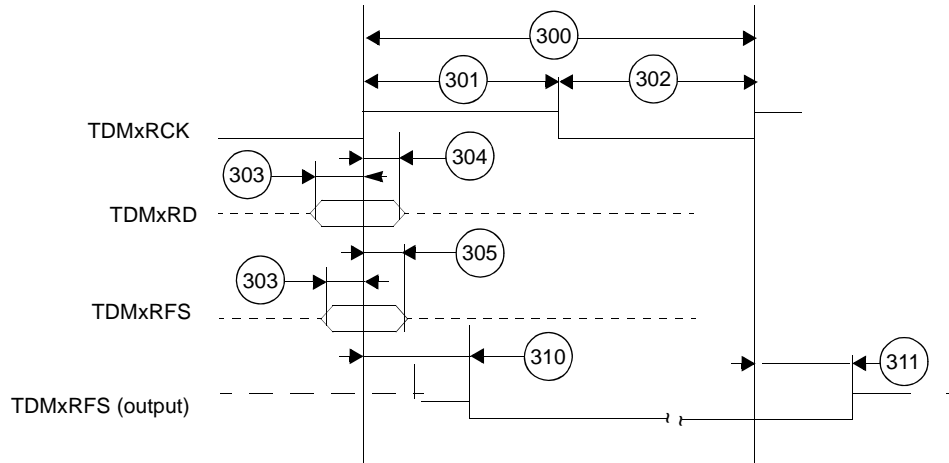 300
301
302
TDMxRCK
304
303
TDMxRD
305
303
TDMxRFS
310
311
TDMxRFS (output)